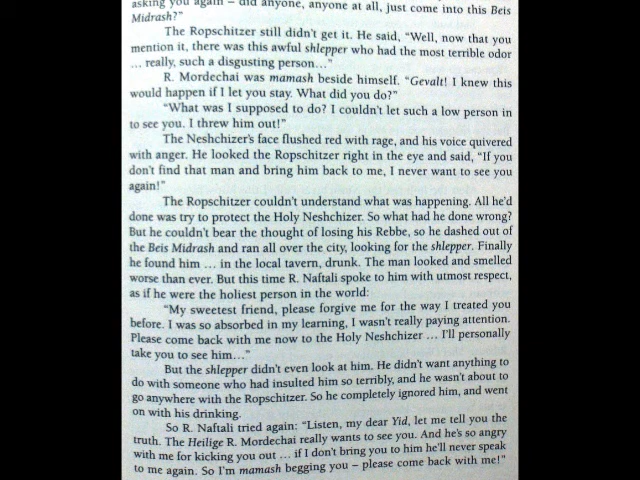 asking you again – did anyone, anyone at all, just come into this Beis
Midrash?"
The Ropschitzer still didn't get it. He said, "Well, now that you
mention it, there was this awful shlepper who had the most terrible odor
... really, such a disgusting person..."
R. Mordechai was mamash beside himself. "Gevalt! I knew this
would happen if I let you stay. What did you do?"
"What was I supposed to do? I couldn't let such a low person in
to see you. I threw him out!"
The Neshchizer's face flushed red with rage, and his voice quivered
with anger. He looked the Ropschitzer right in the eye and said, "If you
don't find that man and bring him back to me, I never want to see you
again!"
The Ropschitzer couldn't understand what was happening. All he'd
done was try to protect the Holy Neshchizer. So what had he done wrong?
But he couldn't bear the thought of losing his Rebbe, so he dashed out of
the Beis Midrash and ran all over the city, looking for the shlepper. Finally
he found him ... in the local tavern, drunk. The man looked and smelled
worse than ever. But this time R. Naftali spoke to him with utmost respect,
as if he were the holiest person in the world:
"My sweetest friend, please forgive me for the way I treated you
before. I was so absorbed in my learning, I wasn't really paying attention.
Please come back with me now to the Holy Neshchizer ... I'll personally
take you to see him..."
But the shlepper didn't even look at him. He didn't want anything to
do with someone who had insulted him so terribly, and he wasn't about to
go anywhere with the Ropschitzer. So he completely ignored him, and went
on with his drinking.
So R. Naftali tried again: "Listen, my dear Yid, let me tell you the
truth. The Heilige R. Mordechai really wants to see you. And he's so angry
with me for kicking you out ... if I don't bring you to him he'll never speak
to me again. So I'm mamash begging you – please come back with me!"